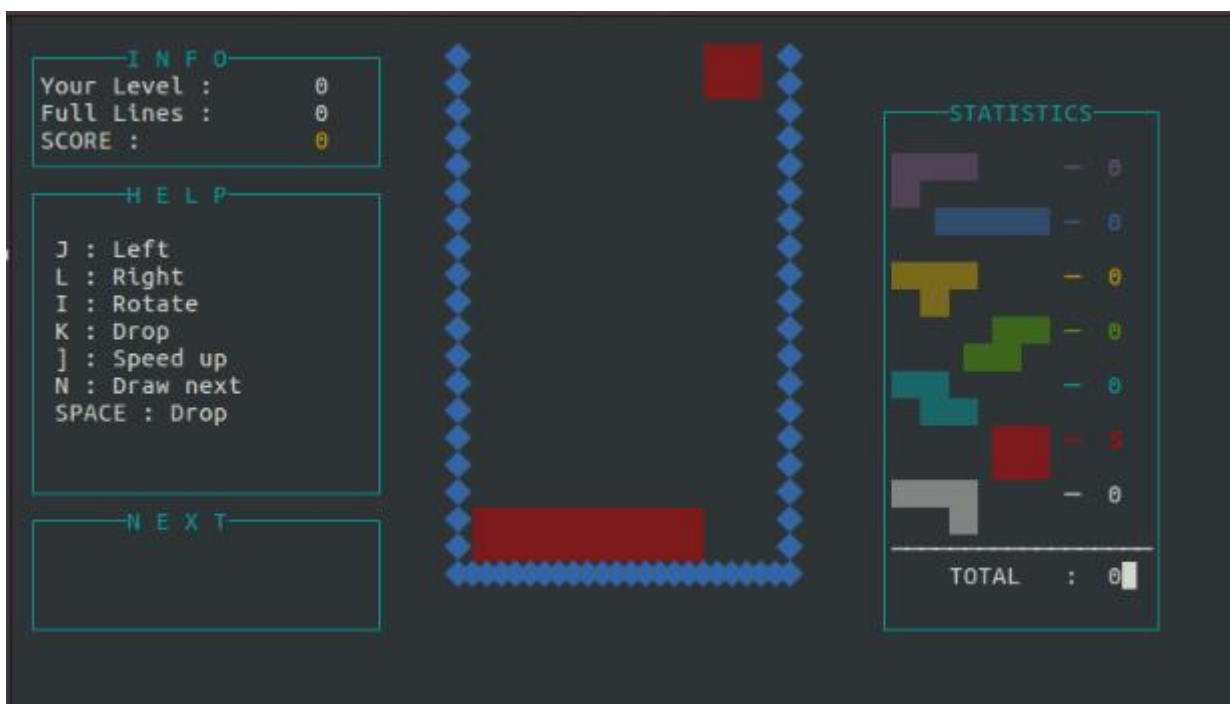 I N F O
Your Level : 0
Full Lines : 0
SCORE : 0
H E L P
J : Left
L : Right
I : Rotate
K : Drop
] : Speed up
N : Draw next
SPACE : Drop
N E X T
STATISTICS
— 0
— 0
— 0
— 0
— 0
— 5
— 0
TOTAL : 0